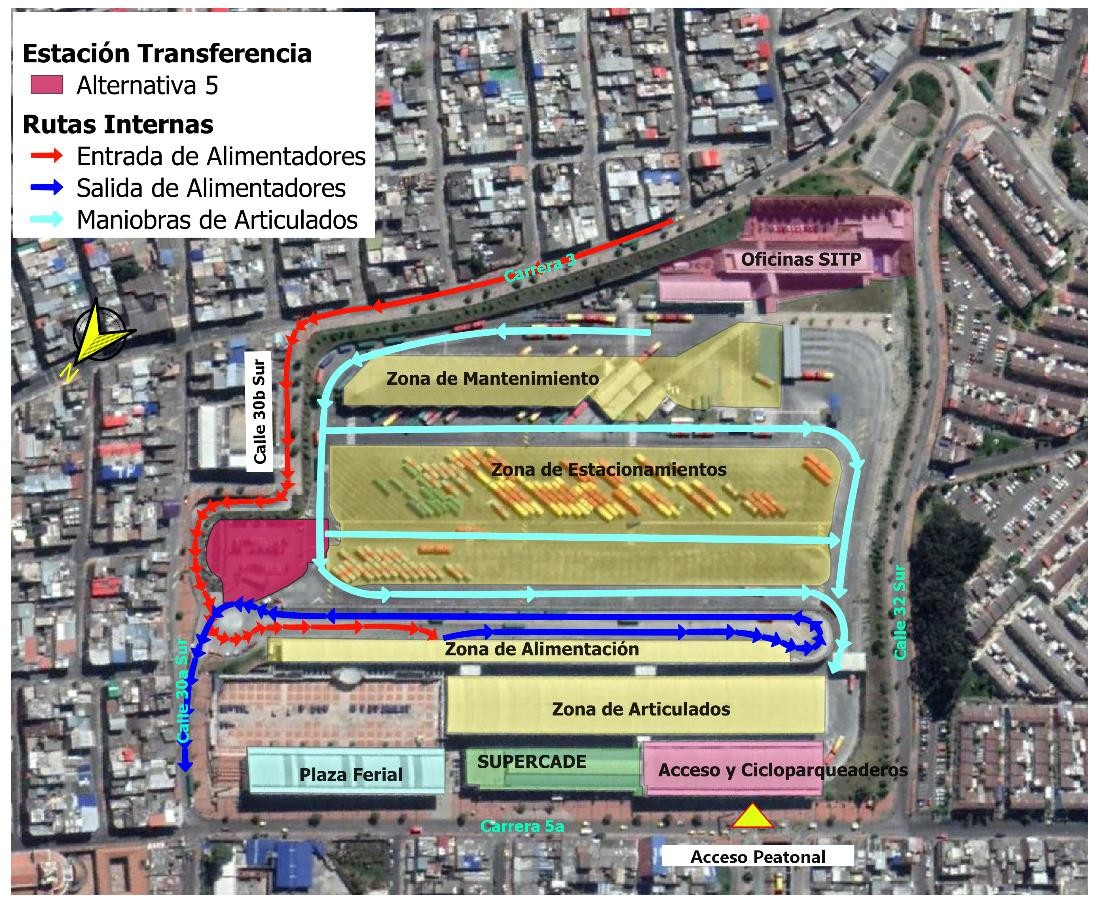 Estación Transferencia
Alternativa 5
Rutas Internas
Entrada de Alimentadores
Salida de Alimentadores
Maniobras de Articulados
Oficinas SITP
Carrera 3
N
Calle 30b Sur
Zona de Mantenimiento
Zona de Estacionamientos
Calle 32 Sur
Calle 30a Sur
Zona de Alimentación
Zona de Articulados
SUPERCADE
Plaza Ferial
Acceso y Cicloparqueaderos
Carrera 5a
Acceso Peatonal